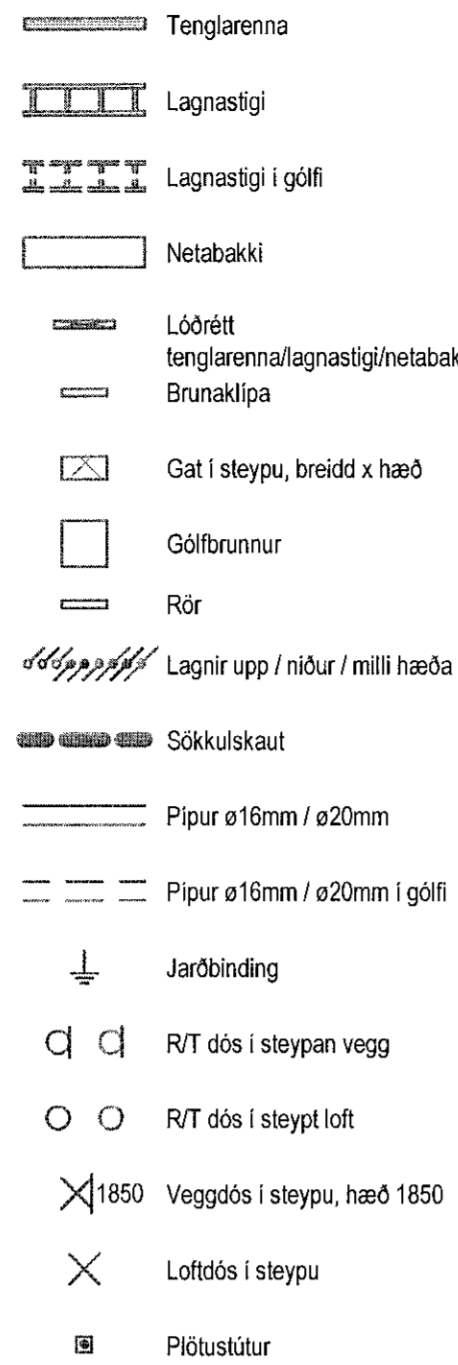 Tenglarenna
Lagnastigi
Lagnastigi í gólfi
Netabakki
Lóðrétt
tenglarenna/lagnastigi/netabak
Brunaklípa
Gat í steypu, breidd x hæð
Gólfbrunnur
Rör
Lagnir upp / niður / milli hæða
Sökkulskaut
Pípur ø16mm / ø20mm
Pípur ø16mm / ø20mm í gólfi
Jarðbinding
R/T dós í steypan vegg
R/T dós í steypt loft
1850 Veggdós í steypu, hæð 1850
Loftdós í steypu
Plötustútur